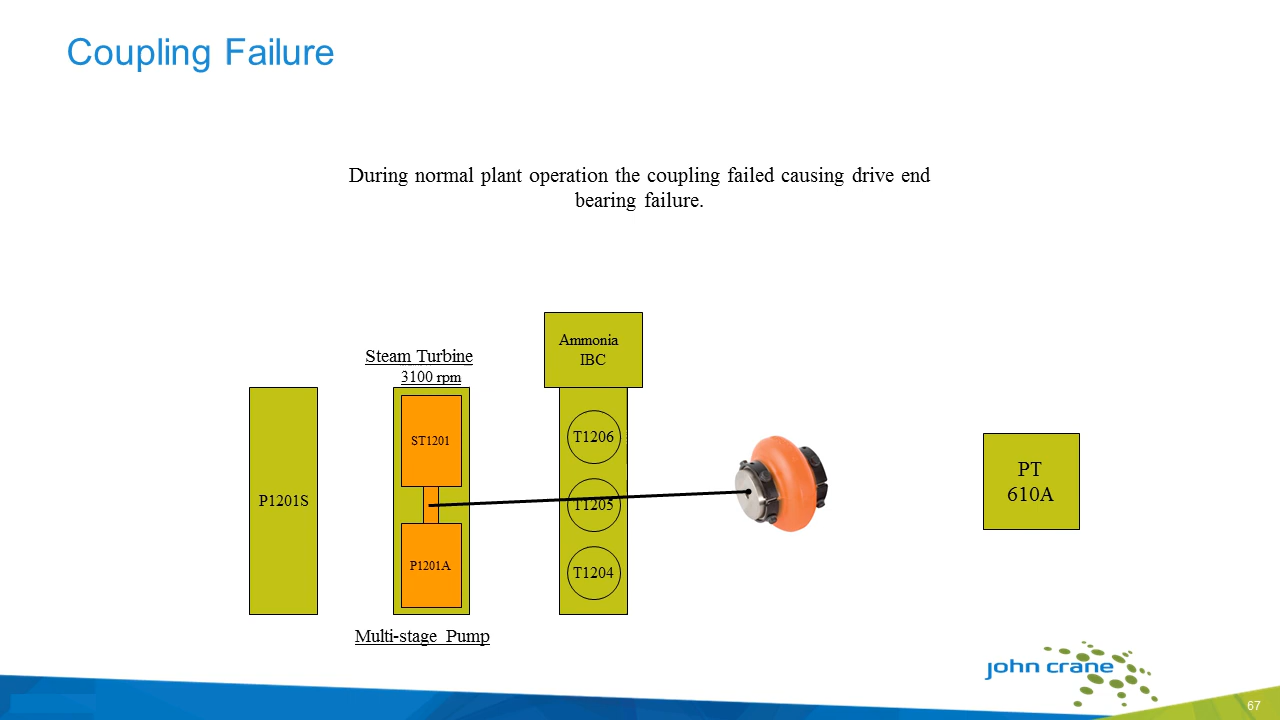 Coupling Failure
During normal plant operation the coupling failed causing drive end
bearing failure.
Ammonia
IBC
Steam Turbine
3100 rpm
ST1201
T1206
PT
610A
P1201S
T1205
P1201A
T1204
Multi-stage Pump
john crane
67